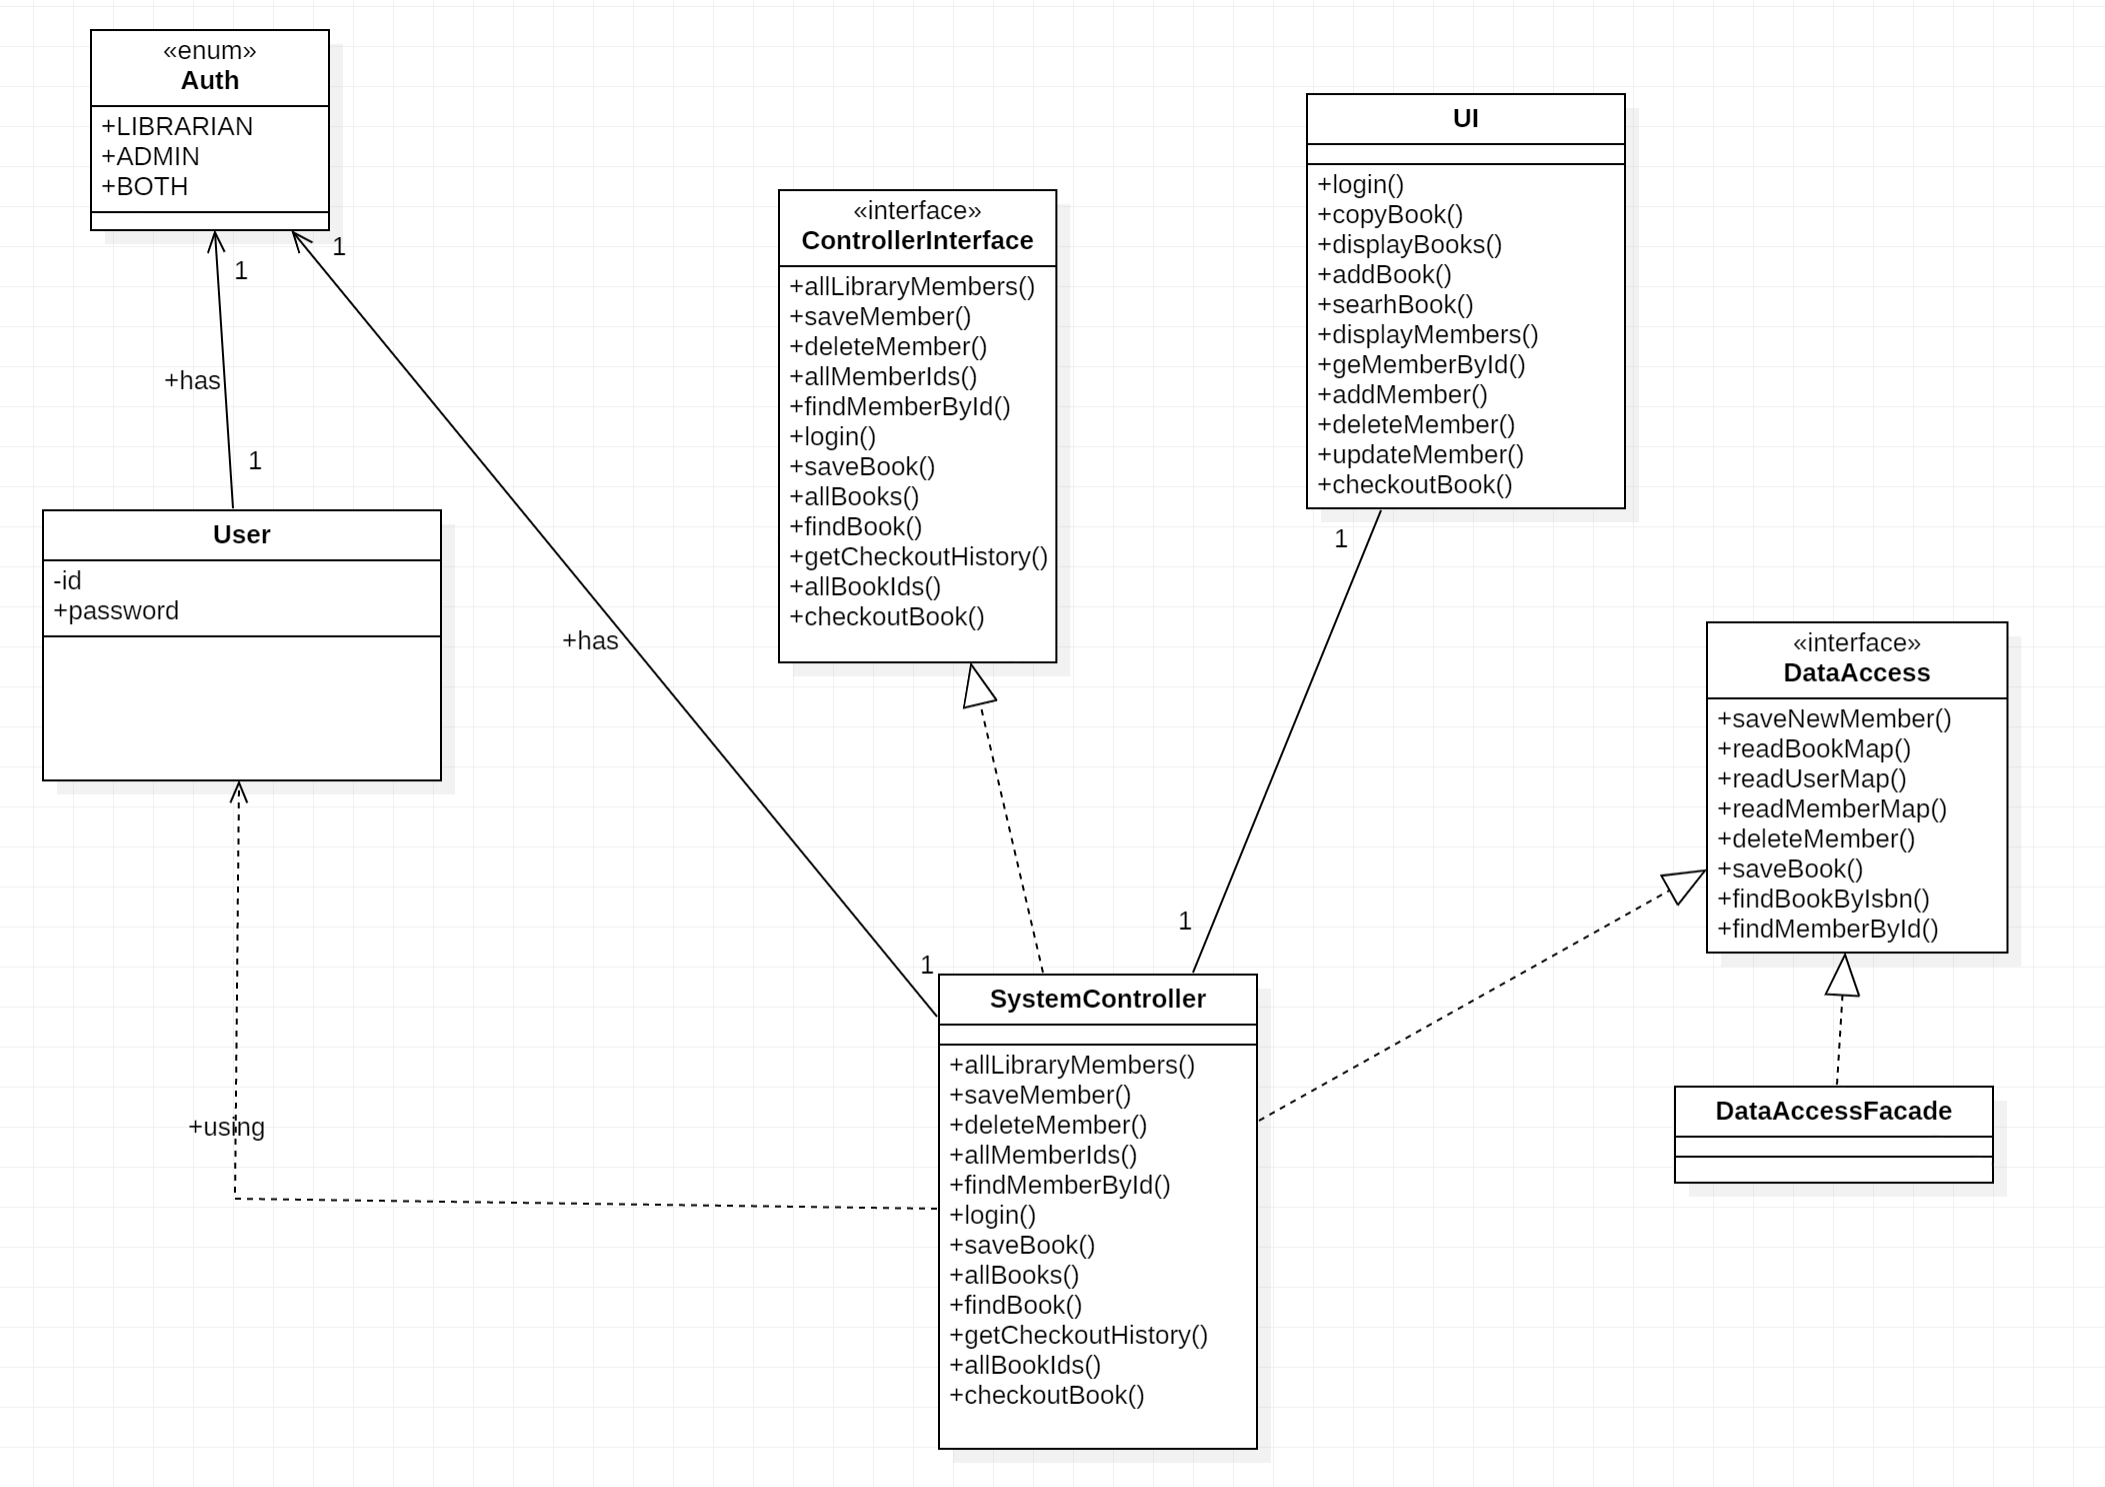 «enum»
Auth
+LIBRARIAN
+ADMIN
+BOTH
1
1
+has
1
User
-id
+password
+using
+has
1
«interface»
ControllerInterface
+allLibraryMembers()
+saveMember()
+deleteMember()
+allMemberIds()
+findMemberById()
+login()
+saveBook()
+allBooks()
+findBook()
+getCheckoutHistory()
+allBookIds()
+checkoutBook()
UI
+login()
+copyBook()
+displayBooks()
+addBook()
+searhBook()
+displayMembers()
+geMemberById()
+addMember()
+deleteMember()
+updateMember()
+checkoutBook()
1
1
SystemController
+allLibraryMembers()
+saveMember()
+deleteMember()
+allMemberIds()
+findMemberById()
+login()
+saveBook()
+allBooks()
+findBook()
+getCheckoutHistory()
+allBookIds()
+checkoutBook()
«interface»
DataAccess
+saveNewMember()
+readBookMap()
+readUserMap()
+readMemberMap()
+deleteMember()
+saveBook()
+findBookByIsbn()
+findMemberById()
DataAccessFacade